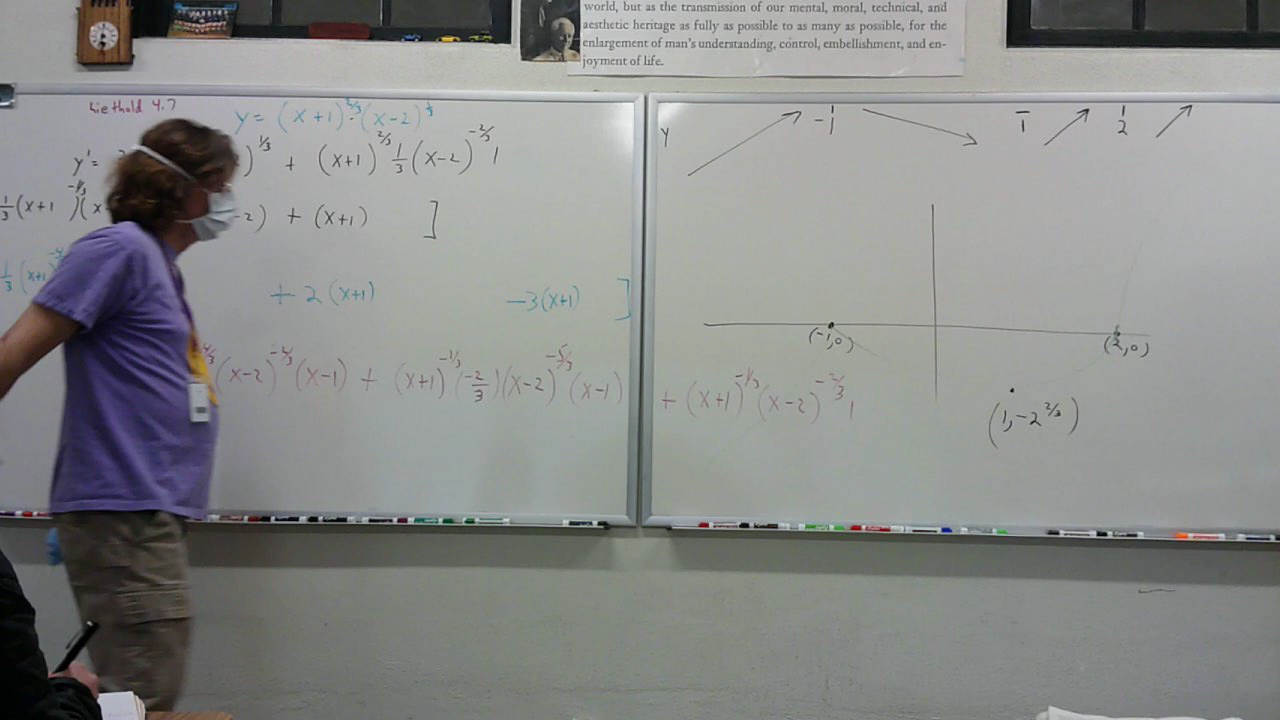 world, but as the transmission of our mental, moral, technical, and
aesthetic heritage as fully as possible to as many as possible, for the
enlargement of man's understanding, control, embellishment, and en-
joyment of life.
Liethold 4.7
y = (x+1)^2/3 (x-2)^1/3
y' = )^1/3 + (x+1)^2/3 1/3 (x-2)^-2/3 1
1/3 (x+1)^-1/3 (x -2) + (x+1) ]
1/3 (x+1 + 2(x+1) -3(x+1) ]
(x-2)^-2/3 (x-1) + (x+1)^-1/3 (-2/3)(x-2)^-5/3 (x-1) + (x+1)^-1/3 (x-2)^-2/3 1
y -1 1 2
(-1,0)
(2,0)
(1, -2^2/3)